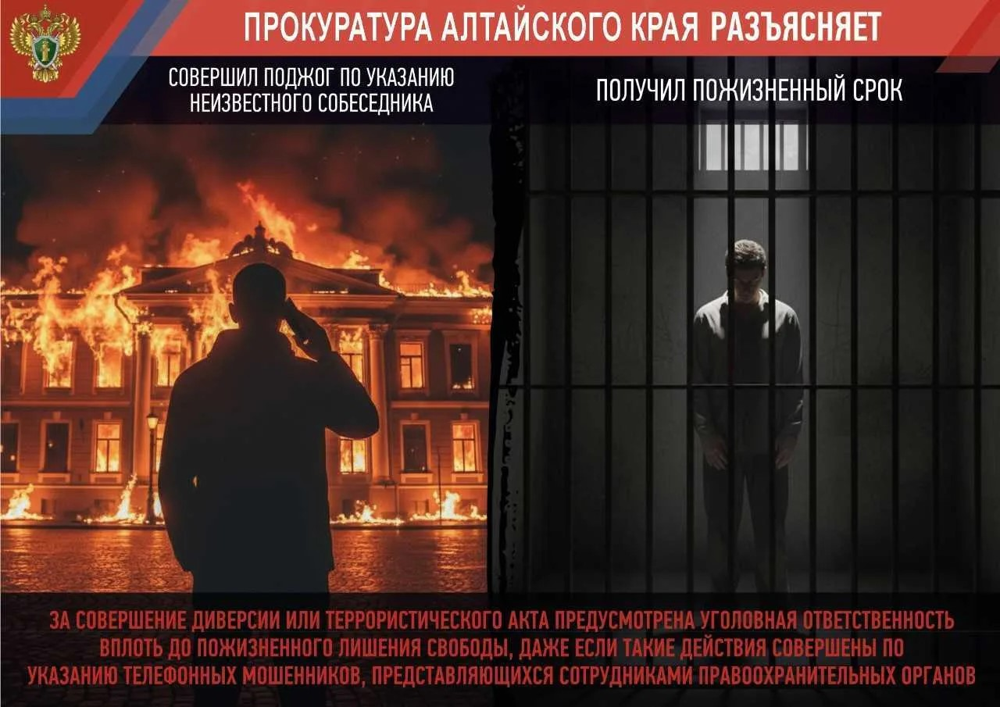 ПРОКУРАТУРА АЛТАЙСКОГО КРАЯ РАЗЪЯСНЯЕТ
СОВЕРШИЛ ПОДЖОГ ПО УКАЗАНИЮ
НЕИЗВЕСТНОГО СОБЕСЕДНИКА
ПОЛУЧИЛ ПОЖИЗНЕННЫЙ СРОК
ЗА СОВЕРШЕНИЕ ДИВЕРСИИ ИЛИ ТЕРРОРИСТИЧЕСКОГО АКТА ПРЕДУСМОТРЕНА УГОЛОВНАЯ ОТВЕТСТВЕННОСТЬ
ВПЛОТЬ ДО ПОЖИЗНЕННОГО ЛИШЕНИЯ СВОБОДЫ, ДАЖЕ ЕСЛИ ТАКИЕ ДЕЙСТВИЯ СОВЕРШЕНЫ ПО
УКАЗАНИЮ ТЕЛЕФОННЫХ МОШЕННИКОВ, ПРЕДСТАВЛЯЮЩИХСЯ СОТРУДНИКАМИ ПРАВООХРАНИТЕЛЬНЫХ ОРГАНОВ